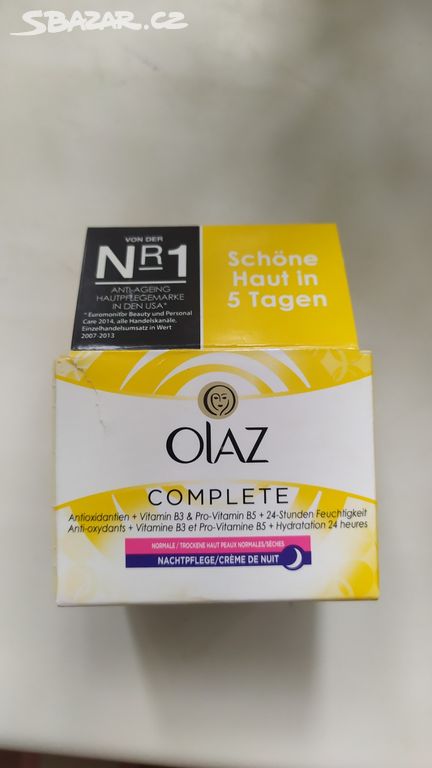 SBAZAR.CZ
VON DER
NR1
ANTI-AGEING
HAUTPFLEGEMARKE
IN DEN USA*
* Euromonitor Beauty and Personal
Care 2014, alle Handelskanäle,
Einzelhandelsumsatz in Wert
2007-2013
Schöne
Haut in
5 Tagen
OLAZ
COMPLETE
Antioxidantien + Vitamin B3 & Pro-Vitamin B5 + 24-Stunden Feuchtigkeit
Anti-oxydants + Vitamine B3 et Pro-Vitamine B5 + Hydratation 24 heures
NORMALE / TROCKENE HAUT PEAUX NORMALES/SÈCHES
NACHTPFLEGE/CRÈME DE NUIT